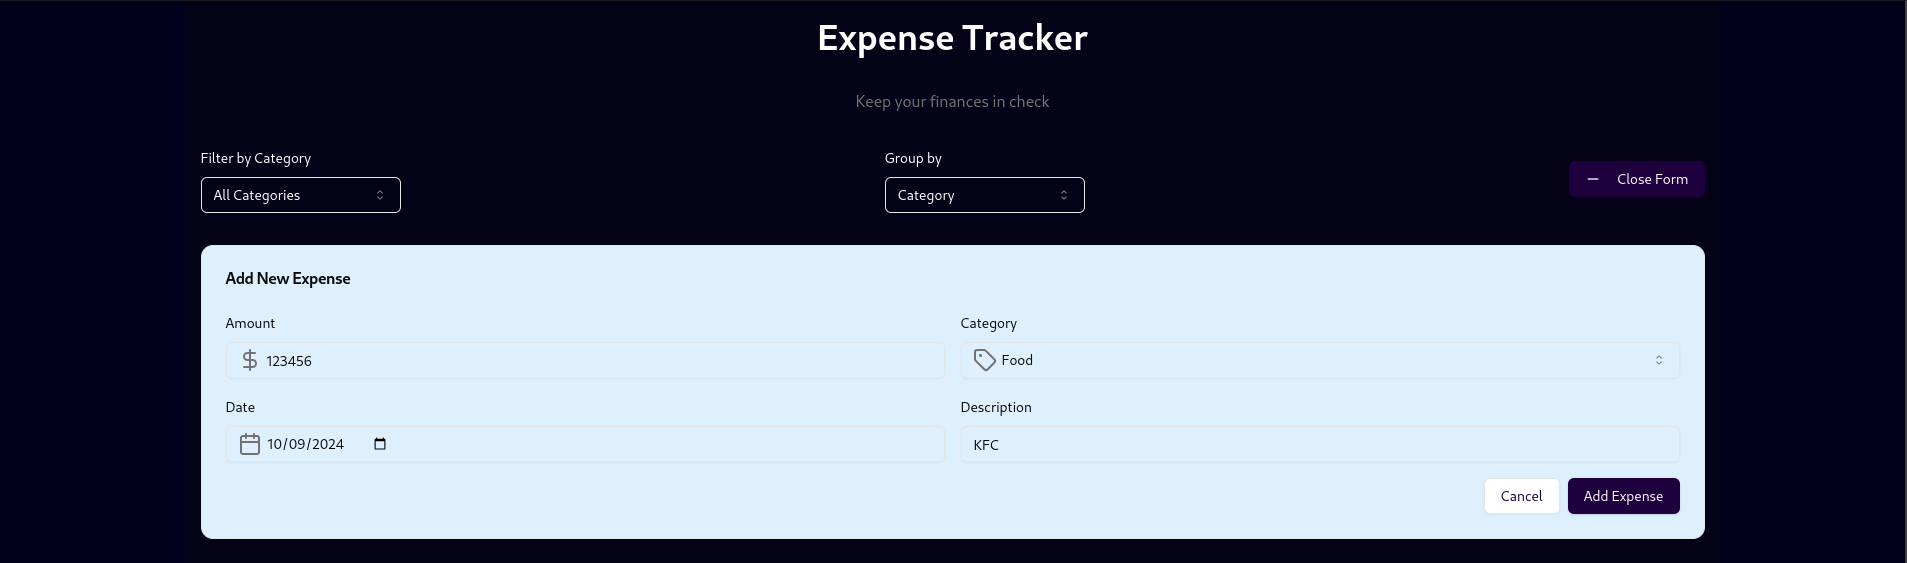 Expense Tracker
Keep your finances in check
Filter by Category
Group by
All Categories
Category
Close Form
Add New Expense
Amount
Category
123456
Food
Date
Description
10/09/2024
KFC
Cancel
Add Expense